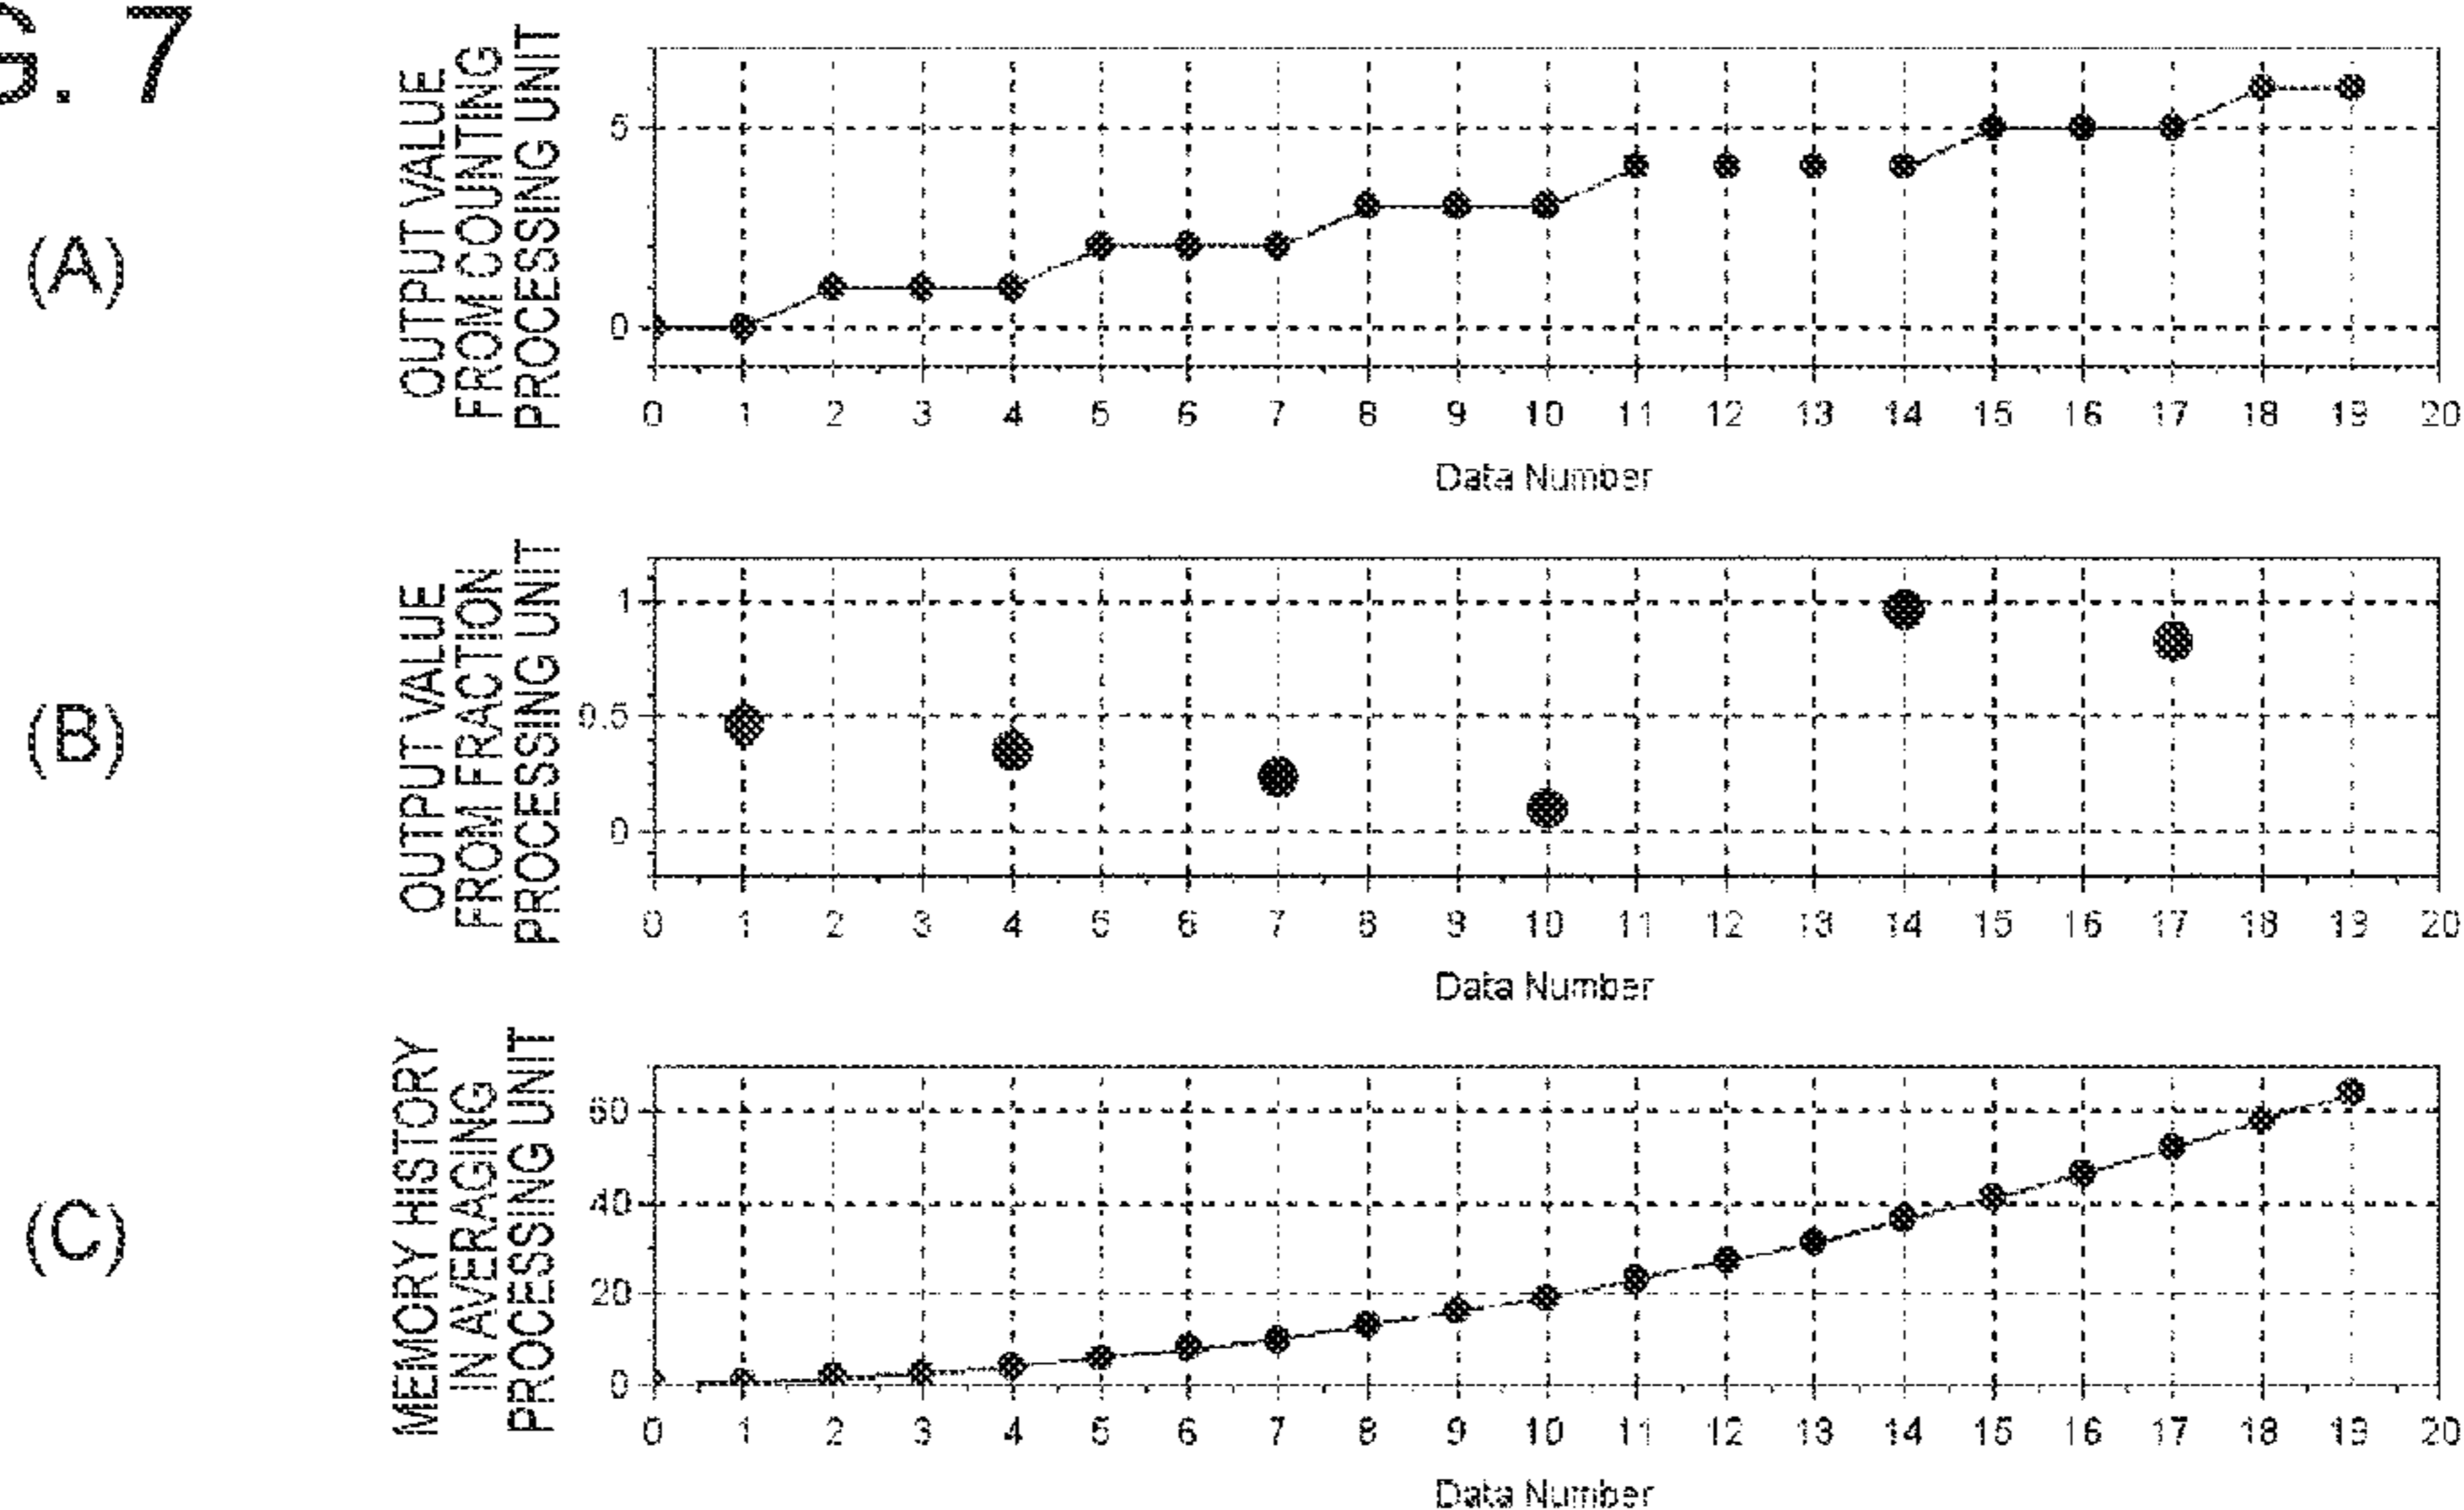 G. 7
(A)
OUTPUT VALUE
FROM COUNTING
PROCESSING UNIT
5
0
0 1 2 3 4 5 6 7 8 9 10 11 12 13 14 15 16 17 18 19 20
Data Number
(B)
OUTPUT VALUE
FROM FRACTION
PROCESSING UNIT
1
0.5
0
0 1 2 3 4 5 6 7 8 9 10 11 12 13 14 15 16 17 18 19 20
Data Number
(C)
MEMORY HISTORY
IN AVERAGING
PROCESSING UNIT
60
40
20
0
0 1 2 3 4 5 6 7 8 9 10 11 12 13 14 15 16 17 18 19 20
Data Number